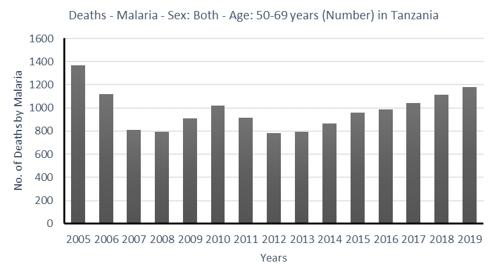 Deaths - Malaria - Sex: Both - Age: 50-69 years (Number) in Tanzania
1600
1400
1200
1000
800
600
400
200
0
No. of Deaths by Malaria
2005 2006 2007 2008 2009 2010 2011 2012 2013 2014 2015 2016 2017 2018 2019
Years